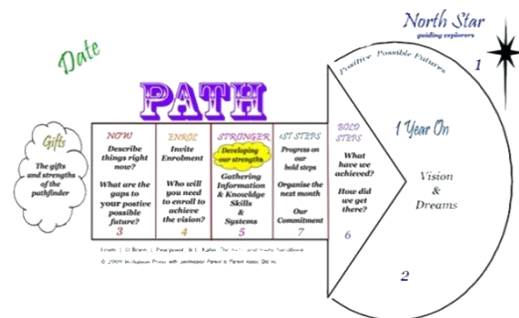 North Star
guiding explorers
Date
Positive Possible Futures
1
PATH
Gifts
The gifts
and strengths
of the
pathfinder
NOW
Describe
things right
now?
What are the
gaps to
your postive
possible
future?
3
ENROL
Invite
Enrolment
Who will you
need to
enroll to
achieve
the vision?
4
STRONGER
Developing
our strengths
Gathering
Information
& Knowldge
Skills
&
Systems
5
1ST STEPS
Progress on
our bold
steps
Organise the
next month
Our
Commitment
7
BOLD
STEPS
What
have we
achieved?
How did
we get
there?
6
1 Year On
Vision
&
Dreams
2